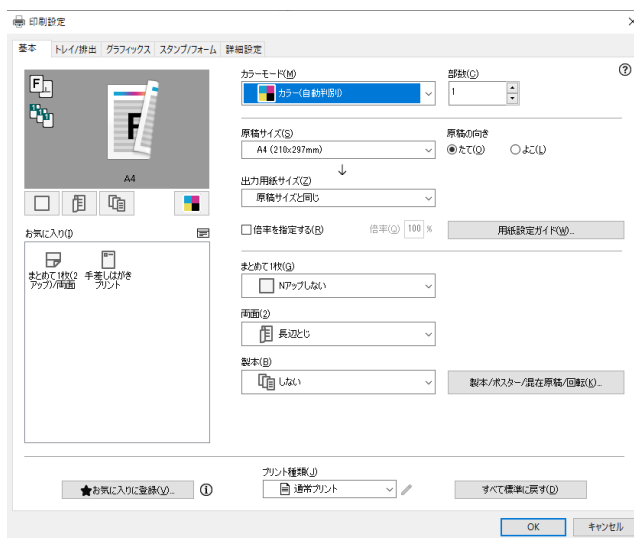 印刷設定
基本 トレイ/排出 グラフィックス スタンプ/フォーム 詳細設定
カラーモード(M)
カラー(自動判別)
部数(C)
1
原稿サイズ(S)
A4 (210x297mm)
原稿の向き
たて(O) よこ(L)
A4
出力用紙サイズ(Z)
原稿サイズと同じ
倍率を指定する(R) 倍率(Q) 100 %
用紙設定ガイド(W)...
お気に入り(I)
まとめて1枚(2アップ)/両面
手差しはがきプリント
まとめて1枚(G)
Nアップしない
両面(2)
長辺とじ
製本(B)
しない
製本/ポスター/混在原稿/回転(K)...
プリント種類(J)
通常プリント
★お気に入りに登録(V)...
すべて標準に戻す(D)
OK キャンセル